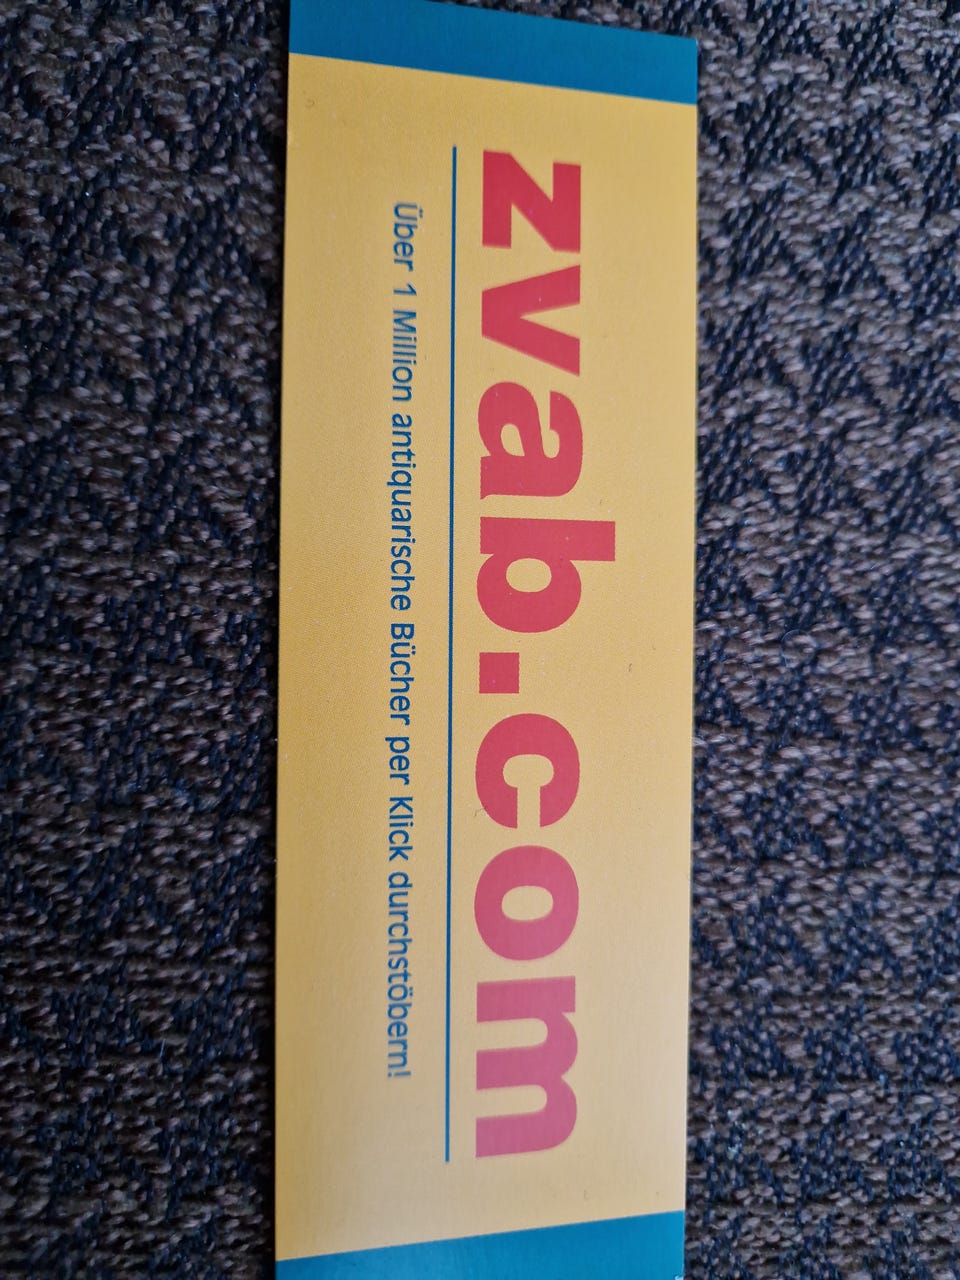 zvab.com
Über 1 Million antiquarische Bücher per Klick durchstöbern!